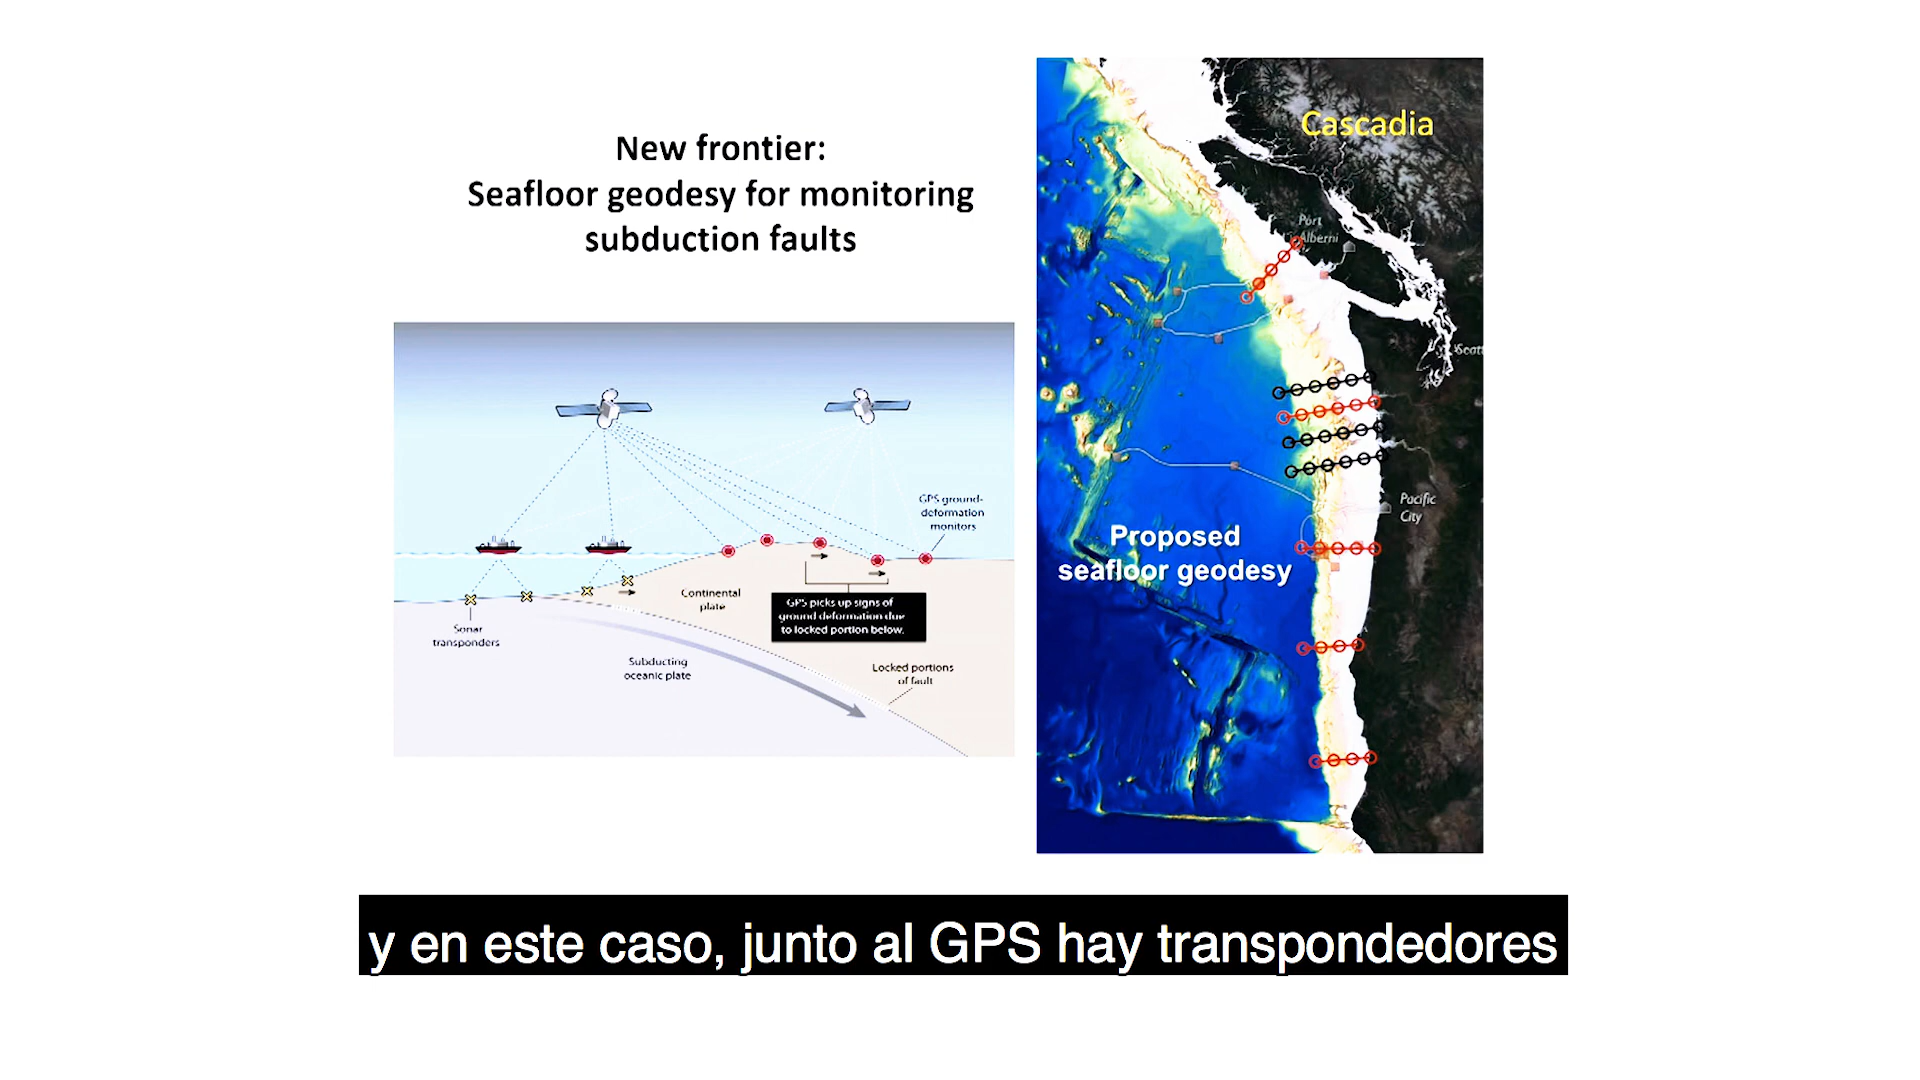 New frontier:
Seafloor geodesy for monitoring
subduction faults
GPS ground-
deformation
monitors
Continental
plate
GPS picks up signs of
ground deformation due
to locked portion below.
Sonar
transponders
Subducting
oceanic plate
Locked portions
of fault
Cascadia
Port
Alberni
Pacific
City
Proposed
seafloor geodesy
y en este caso, junto al GPS hay transpondedores